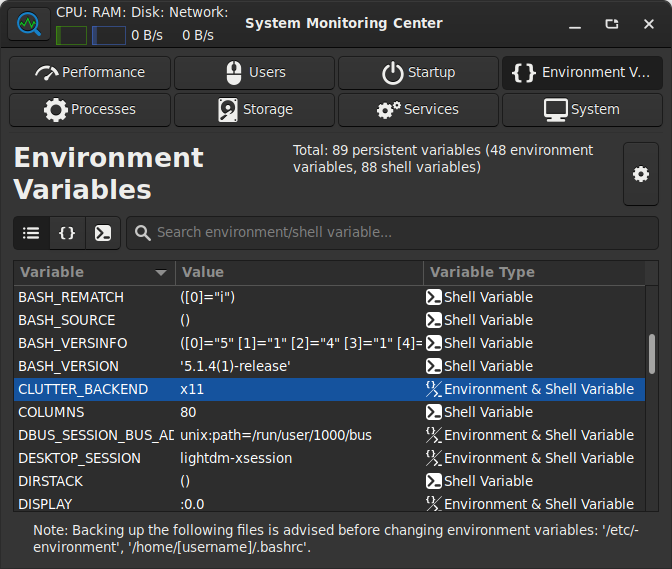 CPU: RAM: Disk: Network:
0 B/s 0 B/s
System Monitoring Center
Performance Users Startup Environment V...
Processes Storage Services System
Environment
Variables
Total: 89 persistent variables (48 environment
variables, 88 shell variables)
Search environment/shell variable...
Variable Value Variable Type
BASH_REMATCH ([0]="i") Shell Variable
BASH_SOURCE () Shell Variable
BASH_VERSINFO ([0]="5" [1]="1" [2]="4" [3]="1" [4]= Shell Variable
BASH_VERSION '5.1.4(1)-release' Shell Variable
CLUTTER_BACKEND x11 Environment & Shell Variable
COLUMNS 80 Shell Variable
DBUS_SESSION_BUS_AD unix:path=/run/user/1000/bus Environment & Shell Variable
DESKTOP_SESSION lightdm-xsession Environment & Shell Variable
DIRSTACK () Shell Variable
DISPLAY :0.0 Environment & Shell Variable
Note: Backing up the following files is advised before changing environment variables: '/etc/-
environment', '/home/[username]/.bashrc'.